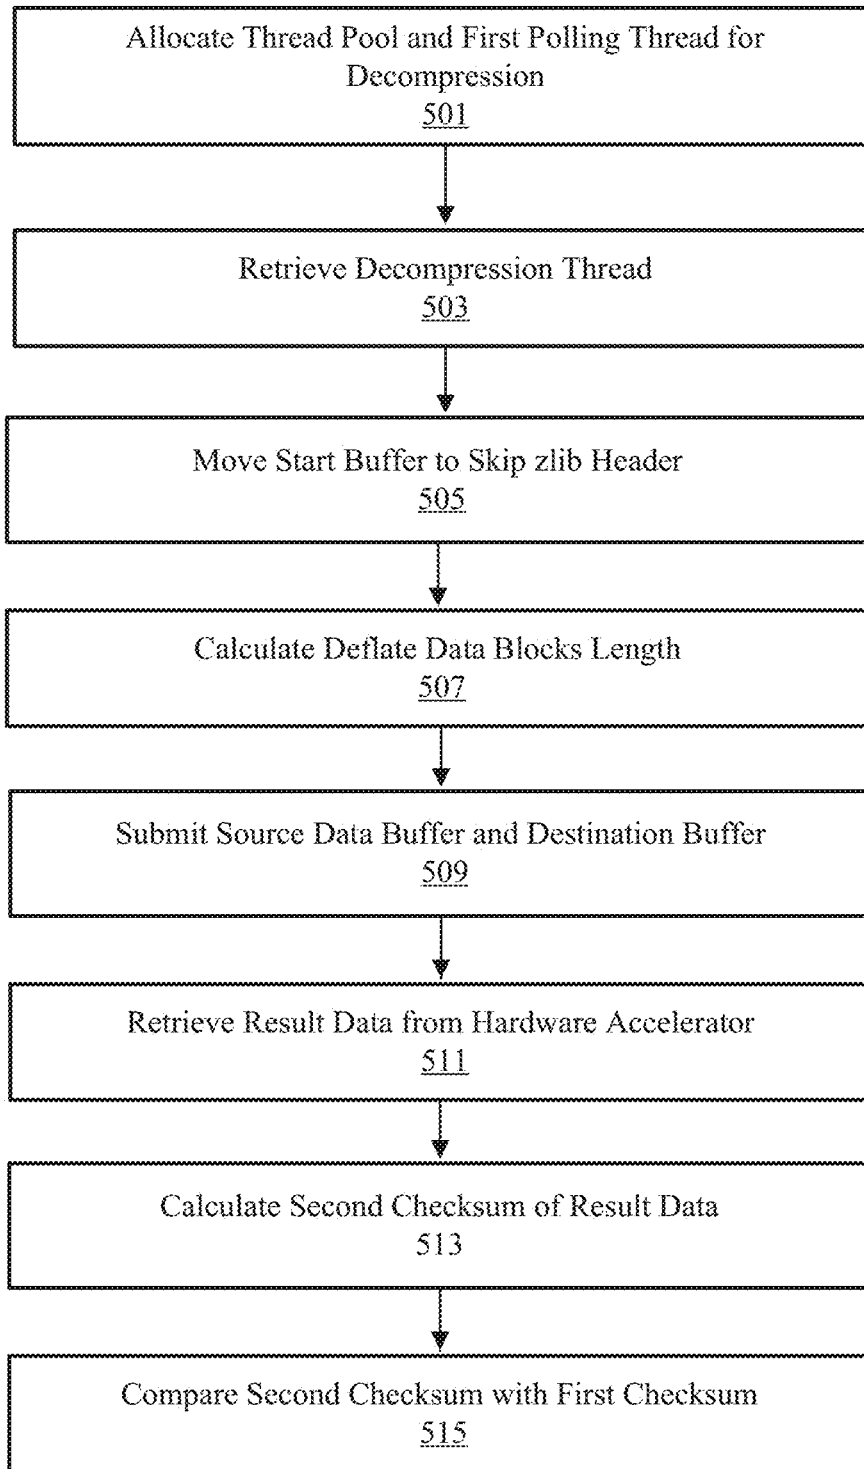 Allocate Thread Pool and First Polling Thread for
Decompression
501
Retrieve Decompression Thread
503
Move Start Buffer to Skip zlib Header
505
Calculate Deflate Data Blocks Length
507
Submit Source Data Buffer and Destination Buffer
509
Retrieve Result Data from Hardware Accelerator
511
Calculate Second Checksum of Result Data
513
Compare Second Checksum with First Checksum
515